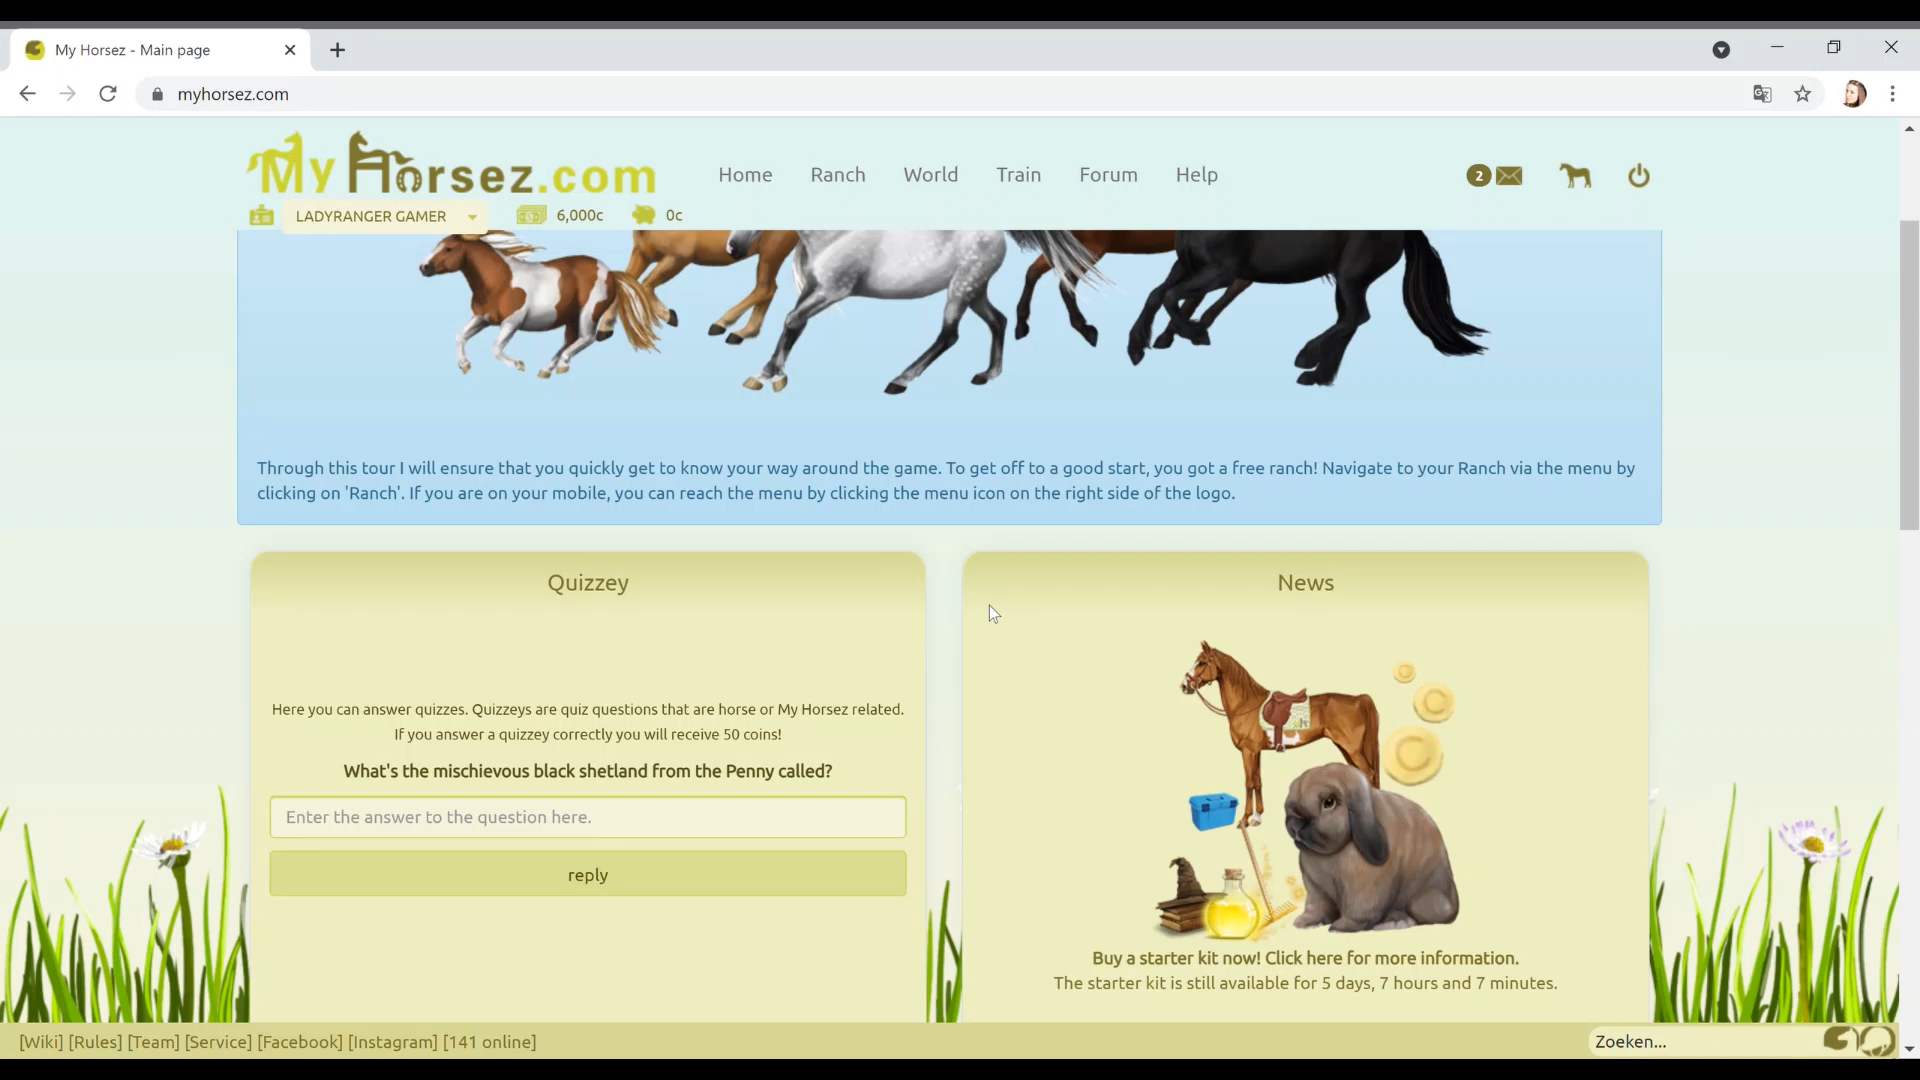 My Horsez - Main page
myhorsez.com
My Horsez.com
Home Ranch World Train Forum Help
2
LADYRANGER GAMER 6,000c 0c
Through this tour I will ensure that you quickly get to know your way around the game. To get off to a good start, you got a free ranch! Navigate to your Ranch via the menu by
clicking on 'Ranch'. If you are on your mobile, you can reach the menu by clicking the menu icon on the right side of the logo.
Quizzey
Here you can answer quizzes. Quizzeys are quiz questions that are horse or My Horsez related.
If you answer a quizzey correctly you will receive 50 coins!
What's the mischievous black shetland from the Penny called?
Enter the answer to the question here.
reply
News
Buy a starter kit now! Click here for more information.
The starter kit is still available for 5 days, 7 hours and 7 minutes.
[Wiki] [Rules] [Team] [Service] [Facebook] [Instagram] [141 online]
Zoeken...